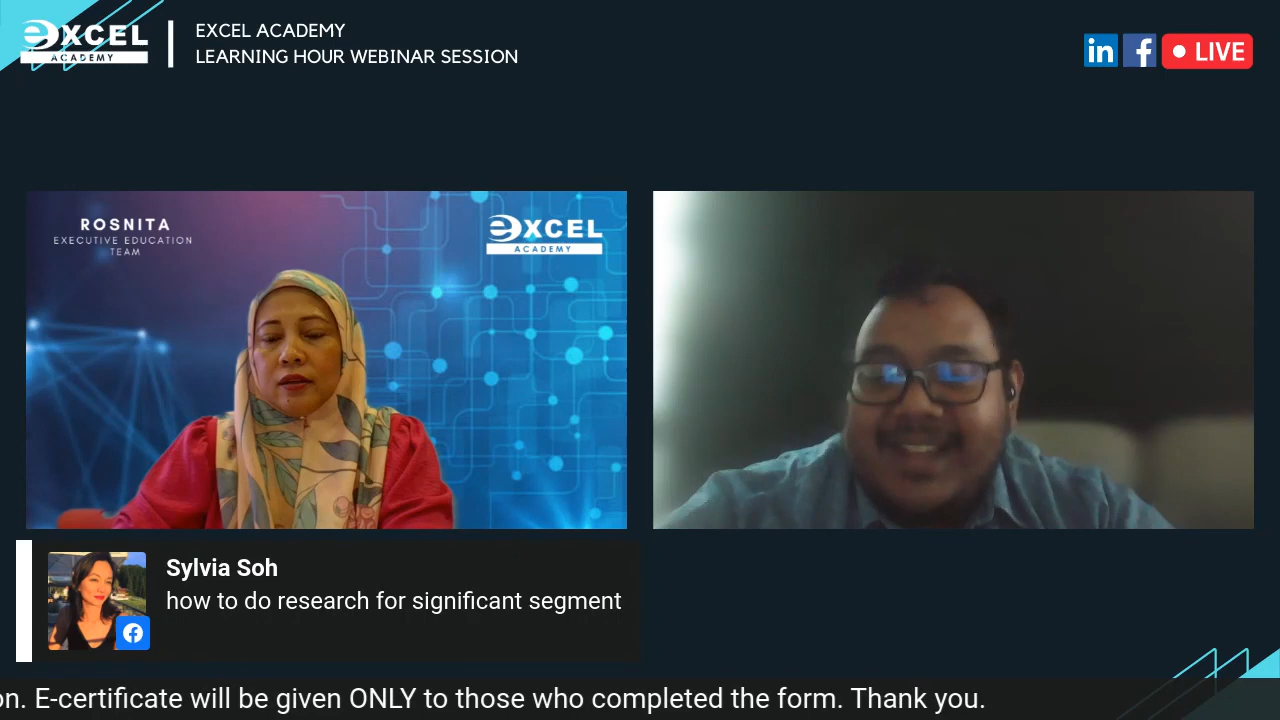 eXCEL
ACADEMY
EXCEL ACADEMY
LEARNING HOUR WEBINAR SESSION
in f LIVE
ROSNITA
EXECUTIVE EDUCATION
TEAM
eXCEL
ACADEMY
Sylvia Soh
how to do research for significant segment
on. E-certificate will be given ONLY to those who completed the form. Thank you.